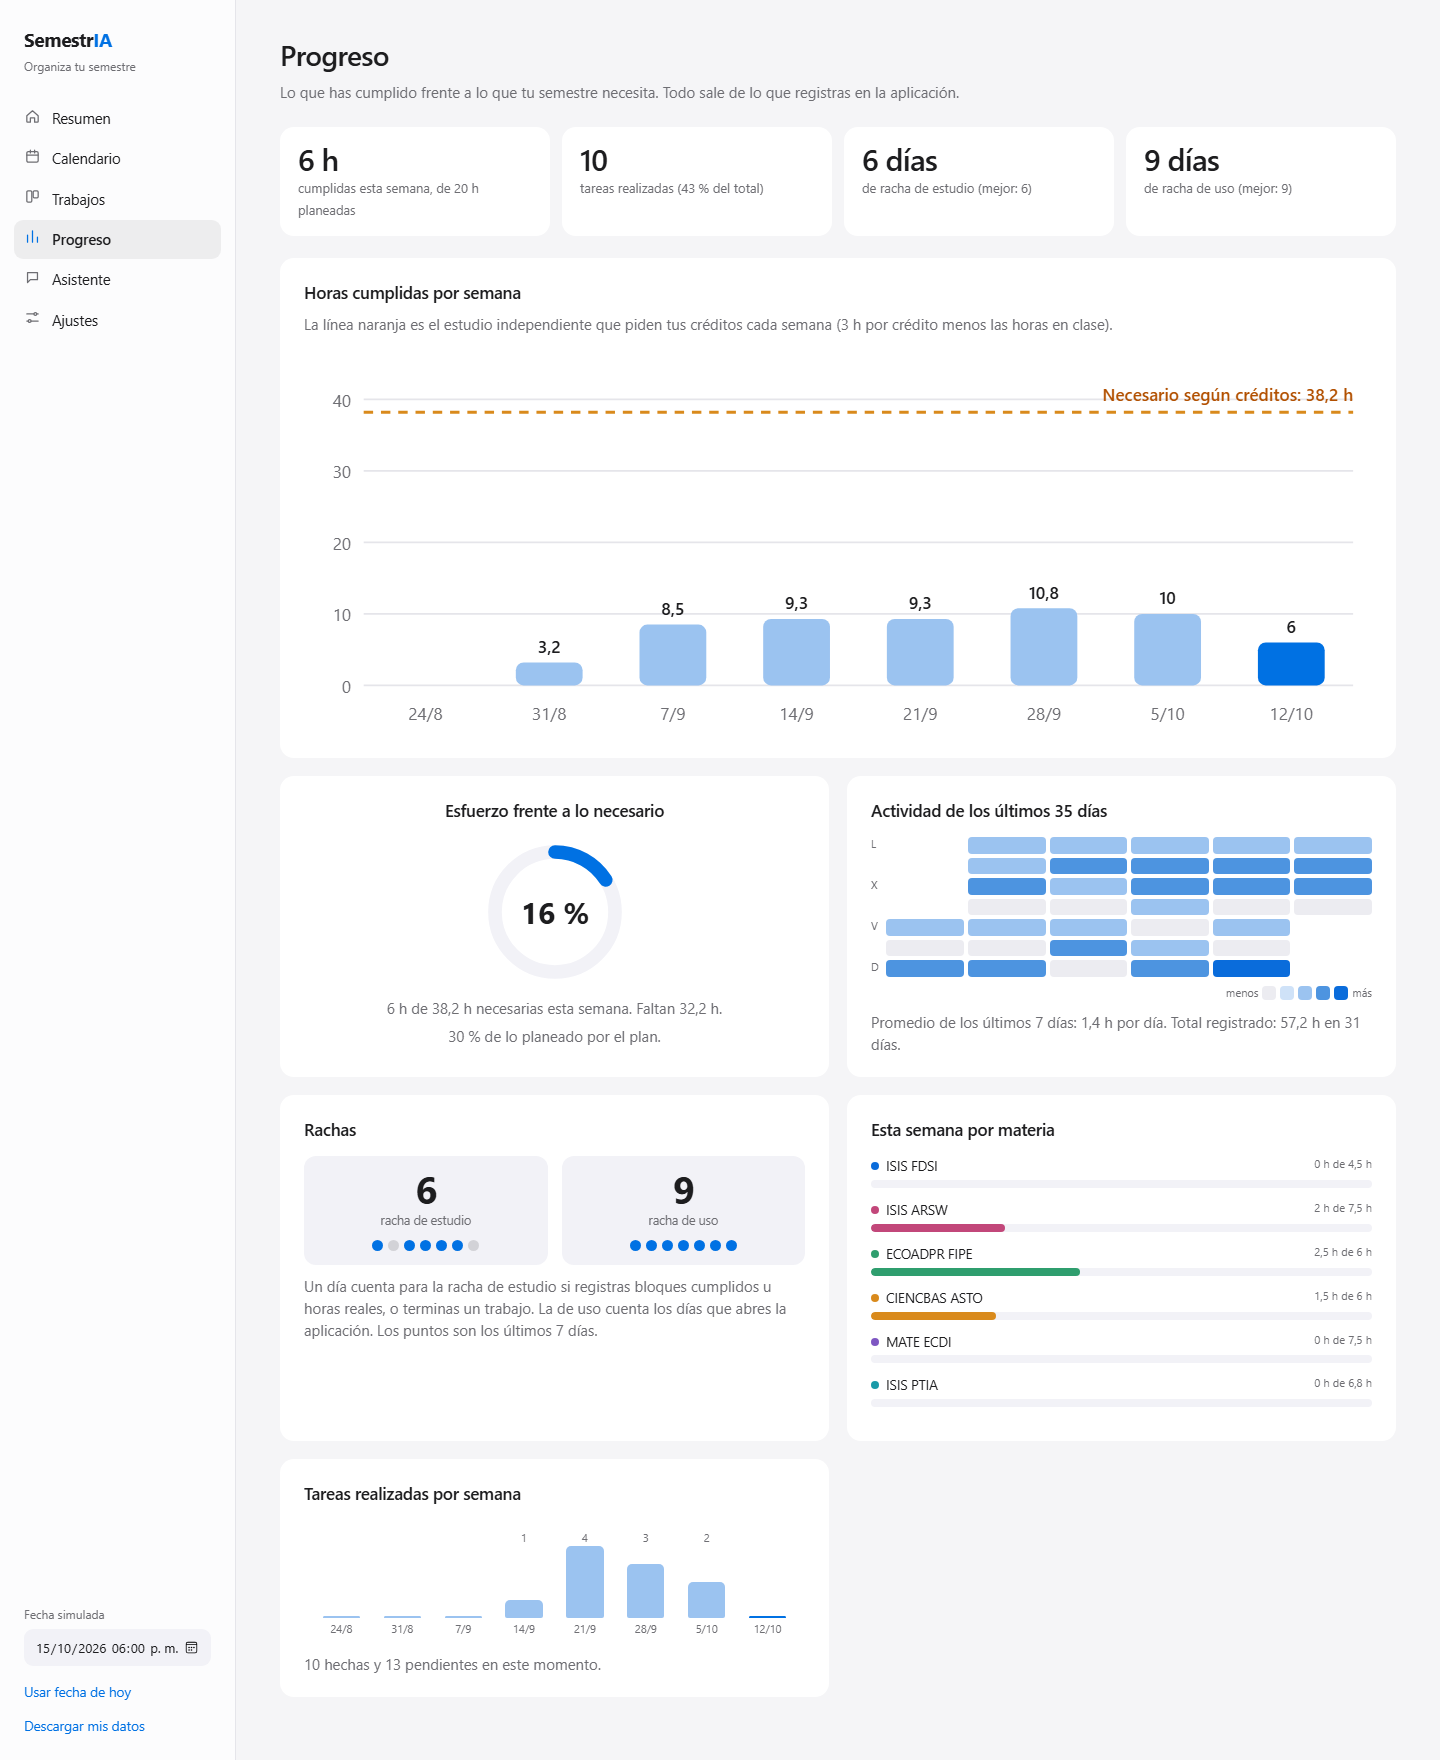 SemestrIA
Organiza tu semestre
Resumen
Calendario
Trabajos
Progreso
Asistente
Ajustes
Fecha simulada
15/10/2026 06:00 p. m.
Usar fecha de hoy
Descargar mis datos
Progreso
Lo que has cumplido frente a lo que tu semestre necesita. Todo sale de lo que registras en la aplicación.
6 h
cumplidas esta semana, de 20 h
planeadas
10
tareas realizadas (43 % del total)
6 días
de racha de estudio (mejor: 6)
9 días
de racha de uso (mejor: 9)
Horas cumplidas por semana
La línea naranja es el estudio independiente que piden tus créditos cada semana (3 h por crédito menos las horas en clase).
Necesario según créditos: 38,2 h
40
30
20
10
0
3,2
8,5
9,3
9,3
10,8
10
6
24/8
31/8
7/9
14/9
21/9
28/9
5/10
12/10
Esfuerzo frente a lo necesario
16 %
6 h de 38,2 h necesarias esta semana. Faltan 32,2 h.
30 % de lo planeado por el plan.
Actividad de los últimos 35 días
L
X
V
D
menos
más
Promedio de los últimos 7 días: 1,4 h por día. Total registrado: 57,2 h en 31
días.
Rachas
6
racha de estudio
9
racha de uso
Un día cuenta para la racha de estudio si registras bloques cumplidos u
horas reales, o terminas un trabajo. La de uso cuenta los días que abres la
aplicación. Los puntos son los últimos 7 días.
Esta semana por materia
ISIS FDSI
0 h de 4,5 h
ISIS ARSW
2 h de 7,5 h
ECOADPR FIPE
2,5 h de 6 h
CIENCBAS ASTO
1,5 h de 6 h
MATE ECDI
0 h de 7,5 h
ISIS PTIA
0 h de 6,8 h
Tareas realizadas por semana
1
4
3
2
24/8
31/8
7/9
14/9
21/9
28/9
5/10
12/10
10 hechas y 13 pendientes en este momento.